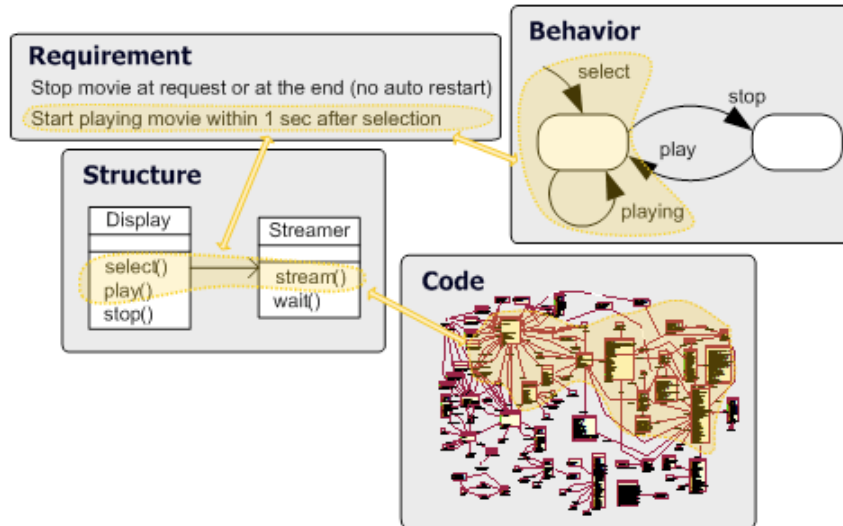 Requirement
Stop movie at request or at the end (no auto restart)
Start playing movie within 1 sec after selection
Behavior
select
stop
play
playing
Structure
Display
select()
play()
stop()
Streamer
stream()
wait()
Code